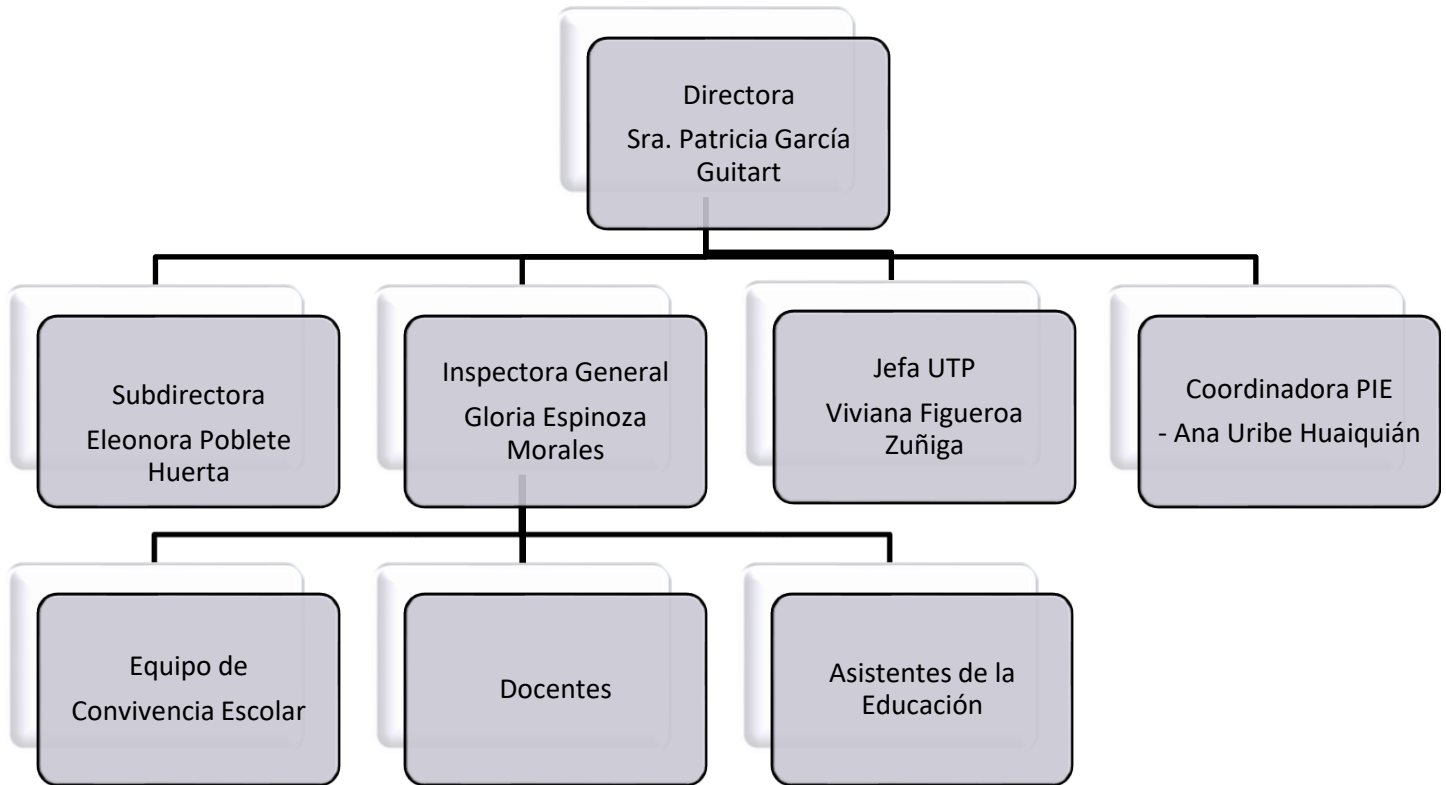 Directora
Sra. Patricia García
Guitart
Subdirectora
Eleonora Poblete
Huerta
Inspectora General
Gloria Espinoza
Morales
Jefa UTP
Viviana Figueroa
Zuñiga
Coordinadora PIE
- Ana Uribe Huaiquián
Equipo de
Convivencia Escolar
Docentes
Asistentes de la
Educación